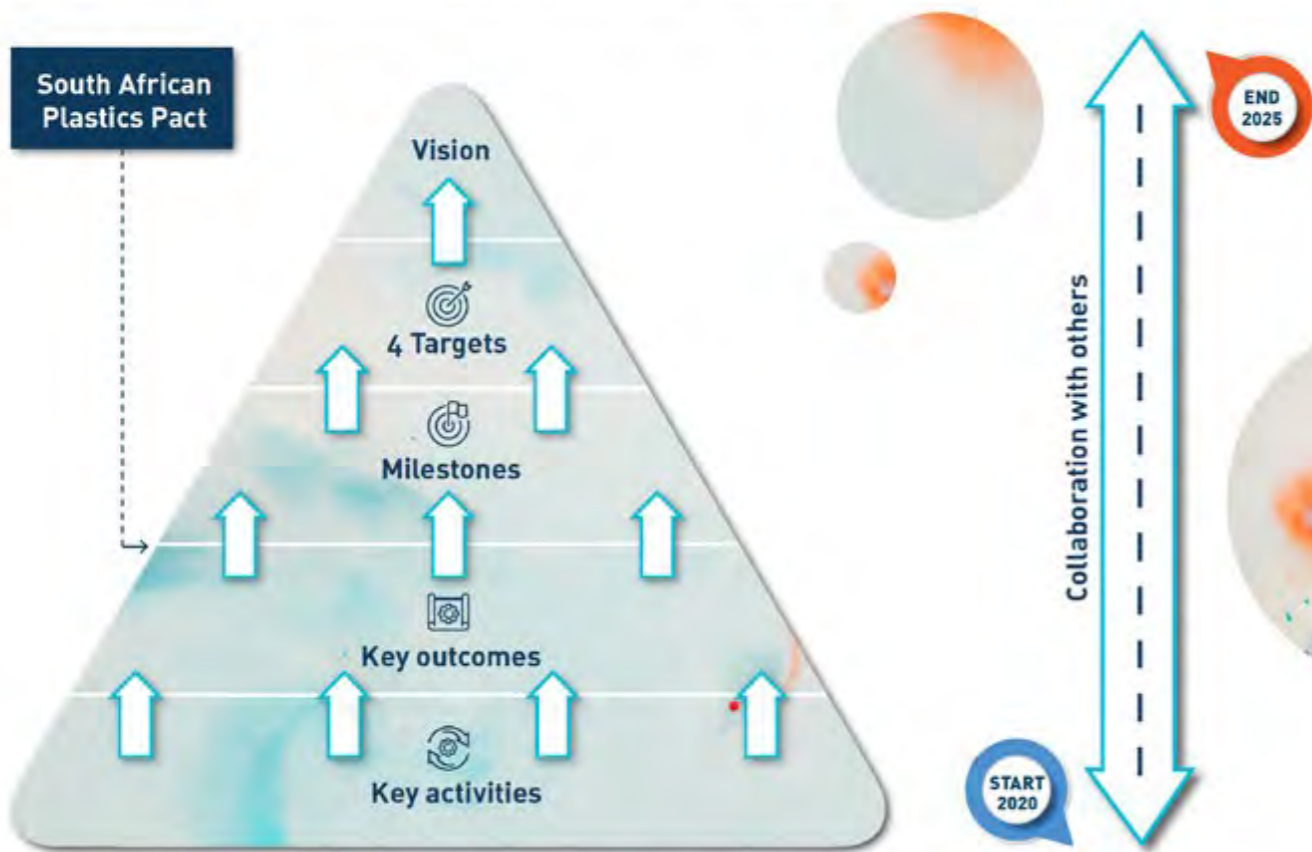 South African
Plastics Pact
Vision
4 Targets
Milestones
Key outcomes
Key activities
Collaboration with others
END
2025
START
2020